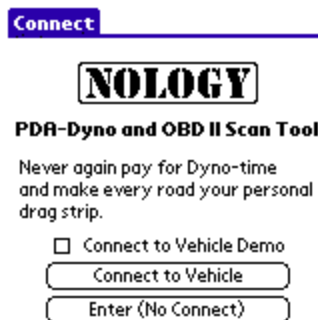 Connect
NOLOGY
PDA-Dyno and OBD II Scan Tool
Never again pay for Dyno-time
and make every road your personal
drag strip.
Connect to Vehicle Demo
Connect to Vehicle
Enter (No Connect)